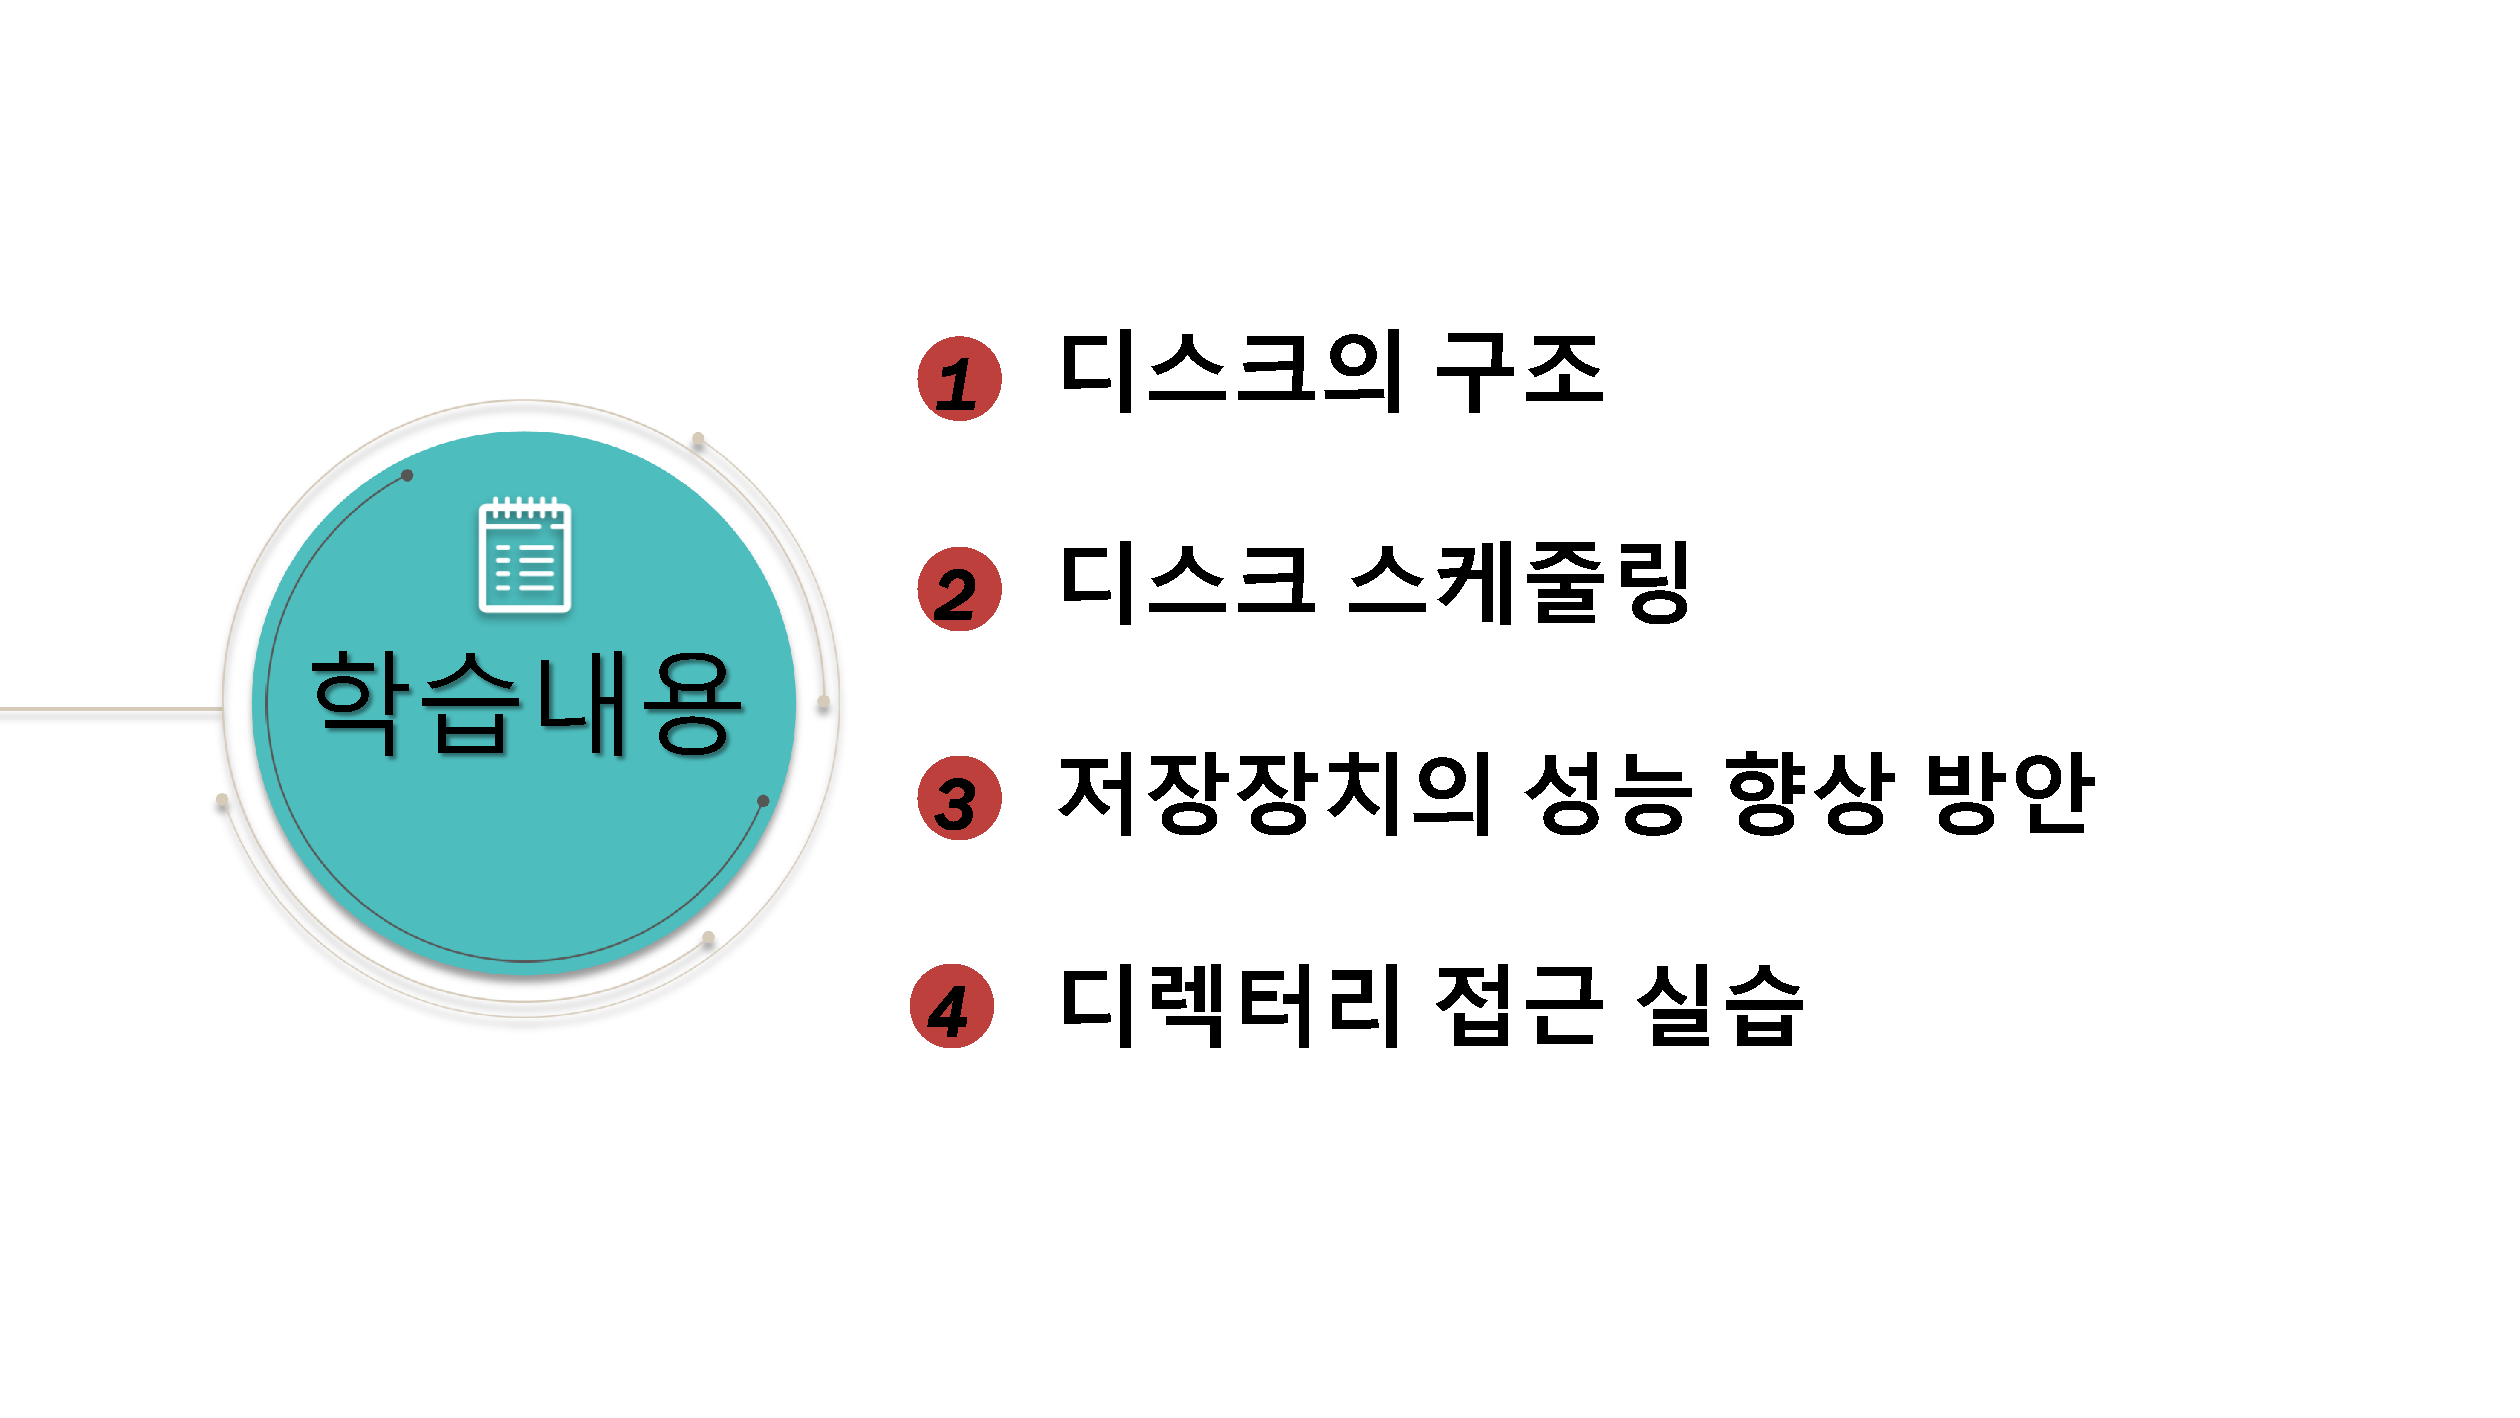 학습내용
1 디스크의 구조
2 디스크 스케줄링
3 저장장치의 성능 향상 방안
4 디렉터리 접근 실습